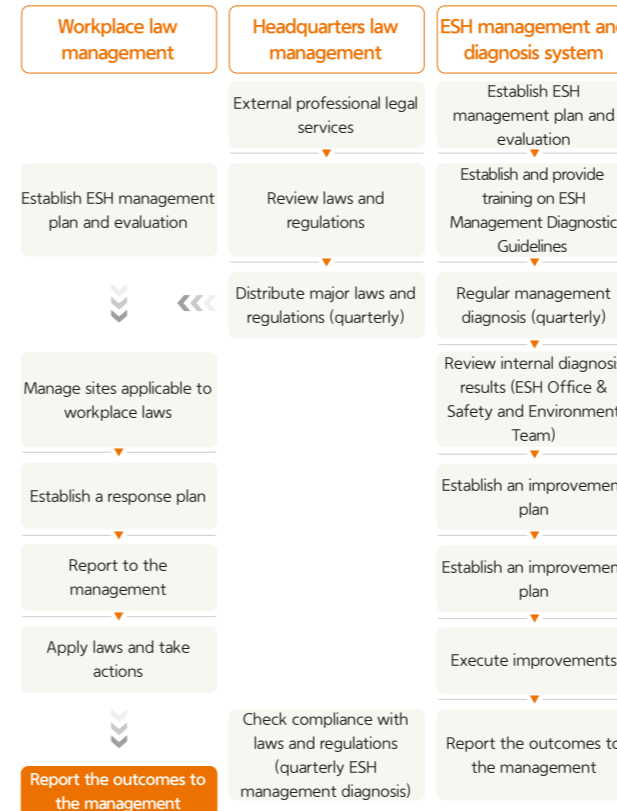 Workplace law
management
Headquarters law
management
ESH management and
diagnosis system
External professional legal
services
Establish ESH
management plan and
evaluation
Establish ESH management
plan and evaluation
Review laws and
regulations
Establish and provide
training on ESH
Management Diagnostic
Guidelines
Distribute major laws and
regulations (quarterly)
Regular management
diagnosis (quarterly)
Manage sites applicable to
workplace laws
Review internal diagnosis
results (ESH Office &
Safety and Environment
Team)
Establish a response plan
Establish an improvement
plan
Report to the
management
Establish an improvement
plan
Apply laws and take
actions
Execute improvements
Check compliance with
laws and regulations
(quarterly ESH
management diagnosis)
Report the outcomes to
the management
Report the outcomes to
the management